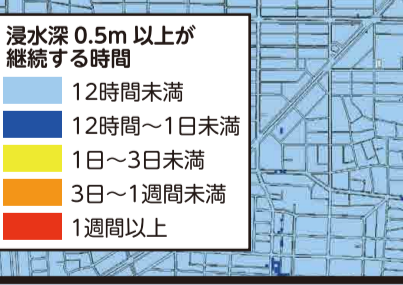 浸水深 0.5m 以上が
継続する時間
12時間未満
12時間～1日未満
1日～3日未満
3日～1週間未満
1週間以上